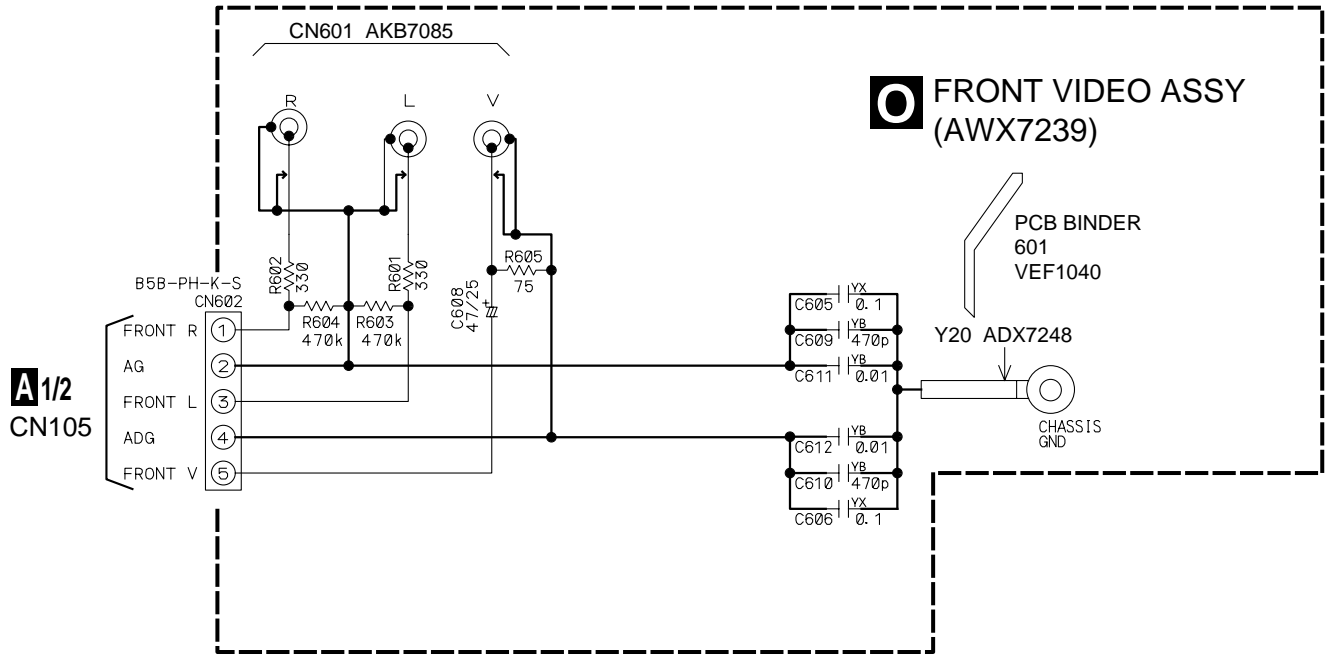 CN601 AKB7085
R
L
V
O FRONT VIDEO ASSY
(AWX7239)
PCB BINDER
601
VEF1040
R602
330
R601
330
R605
75
B5B-PH-K-S
CN602
R604
470k
R603
470k
C608
47/25
+
FRONT R 1
AG 2
FRONT L 3
ADG 4
FRONT V 5
A 1/2
CN105
C605 YX 0.1
C609 YB 470p
C611 YB 0.01
C612 YB 0.01
C610 YB 470p
C606 YX 0.1
Y20 ADX7248
CHASSIS
GND